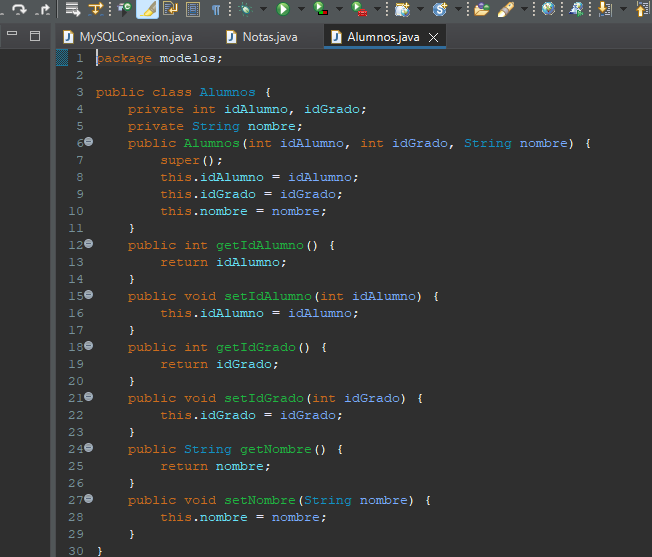 MySQLConexion.java Notas.java Alumnos.java
1 package modelos;
2
3 public class Alumnos {
4 private int idAlumno, idGrado;
5 private String nombre;
6 public Alumnos(int idAlumno, int idGrado, String nombre) {
7 super();
8 this.idAlumno = idAlumno;
9 this.idGrado = idGrado;
10 this.nombre = nombre;
11 }
12 public int getIdAlumno() {
13 return idAlumno;
14 }
15 public void setIdAlumno(int idAlumno) {
16 this.idAlumno = idAlumno;
17 }
18 public int getIdGrado() {
19 return idGrado;
20 }
21 public void setIdGrado(int idGrado) {
22 this.idGrado = idGrado;
23 }
24 public String getNombre() {
25 return nombre;
26 }
27 public void setNombre(String nombre) {
28 this.nombre = nombre;
29 }
30 }